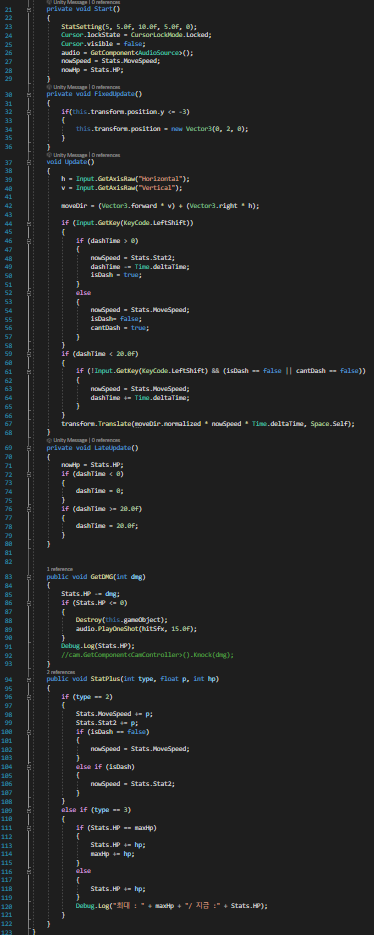 Unity Message | 0 references
21 private void Start()
22 {
23 StatSetting(5, 5.0f, 10.0f, 5.0f, 0);
24 Cursor.lockState = CursorLockMode.Locked;
25 Cursor.visible = false;
26 audio = GetComponent<AudioSource>();
27 nowSpeed = Stats.MoveSpeed;
28 nowHp = Stats.HP;
29 }
Unity Message | 0 references
30 private void FixedUpdate()
31 {
32 if(this.transform.position.y <= -3)
33 {
34 this.transform.position = new Vector3(0, 2, 0);
35 }
36 }
Unity Message | 0 references
37 void Update()
38 {
39 h = Input.GetAxisRaw("Horizontal");
40 v = Input.GetAxisRaw("Vertical");
41
42 moveDir = (Vector3.forward * v) + (Vector3.right * h);
43
44 if (Input.GetKey(KeyCode.LeftShift))
45 {
46 if (dashTime > 0)
47 {
48 nowSpeed = Stats.Stat2;
49 dashTime -= Time.deltaTime;
50 isDash = true;
51 }
52 else
53 {
54 nowSpeed = Stats.MoveSpeed;
55 isDash= false;
56 cantDash = true;
57 }
58 }
59 if (dashTime < 20.0f)
60 {
61 if (!Input.GetKey(KeyCode.LeftShift) && (isDash == false || cantDash == false))
62 {
63 nowSpeed = Stats.MoveSpeed;
64 dashTime += Time.deltaTime;
65 }
66 }
67 transform.Translate(moveDir.normalized * nowSpeed * Time.deltaTime, Space.Self);
68 }
Unity Message | 0 references
69 private void LateUpdate()
70 {
71 nowHp = Stats.HP;
72 if (dashTime < 0)
73 {
74 dashTime = 0;
75 }
76 if (dashTime >= 20.0f)
77 {
78 dashTime = 20.0f;
79 }
80 }
81
82
1 reference
83 public void GetDMG(int dmg)
84 {
85 Stats.HP -= dmg;
86 if (Stats.HP <= 0)
87 {
88 Destroy(this.gameObject);
89 audio.PlayOneShot(hitSfx, 15.0f);
90 }
91 Debug.Log(Stats.HP);
92 //cam.GetComponent<CamController>().Knock(dmg);
93 }
2 references
94 public void StatPlus(int type, float p, int hp)
95 {
96 if (type == 2)
97 {
98 Stats.MoveSpeed += p;
99 Stats.Stat2 += p;
100 if (isDash == false)
101 {
102 nowSpeed = Stats.MoveSpeed;
103 }
104 else if (isDash)
105 {
106 nowSpeed = Stats.Stat2;
107 }
108 }
109 else if (type == 3)
110 {
111 if (Stats.HP == maxHp)
112 {
113 Stats.HP += hp;
114 maxHp += hp;
115 }
116 else
117 {
118 Stats.HP += hp;
119 }
120 Debug.Log("최대 : " + maxHp + "/ 지금 :" + Stats.HP);
121 }
122 }
123 }